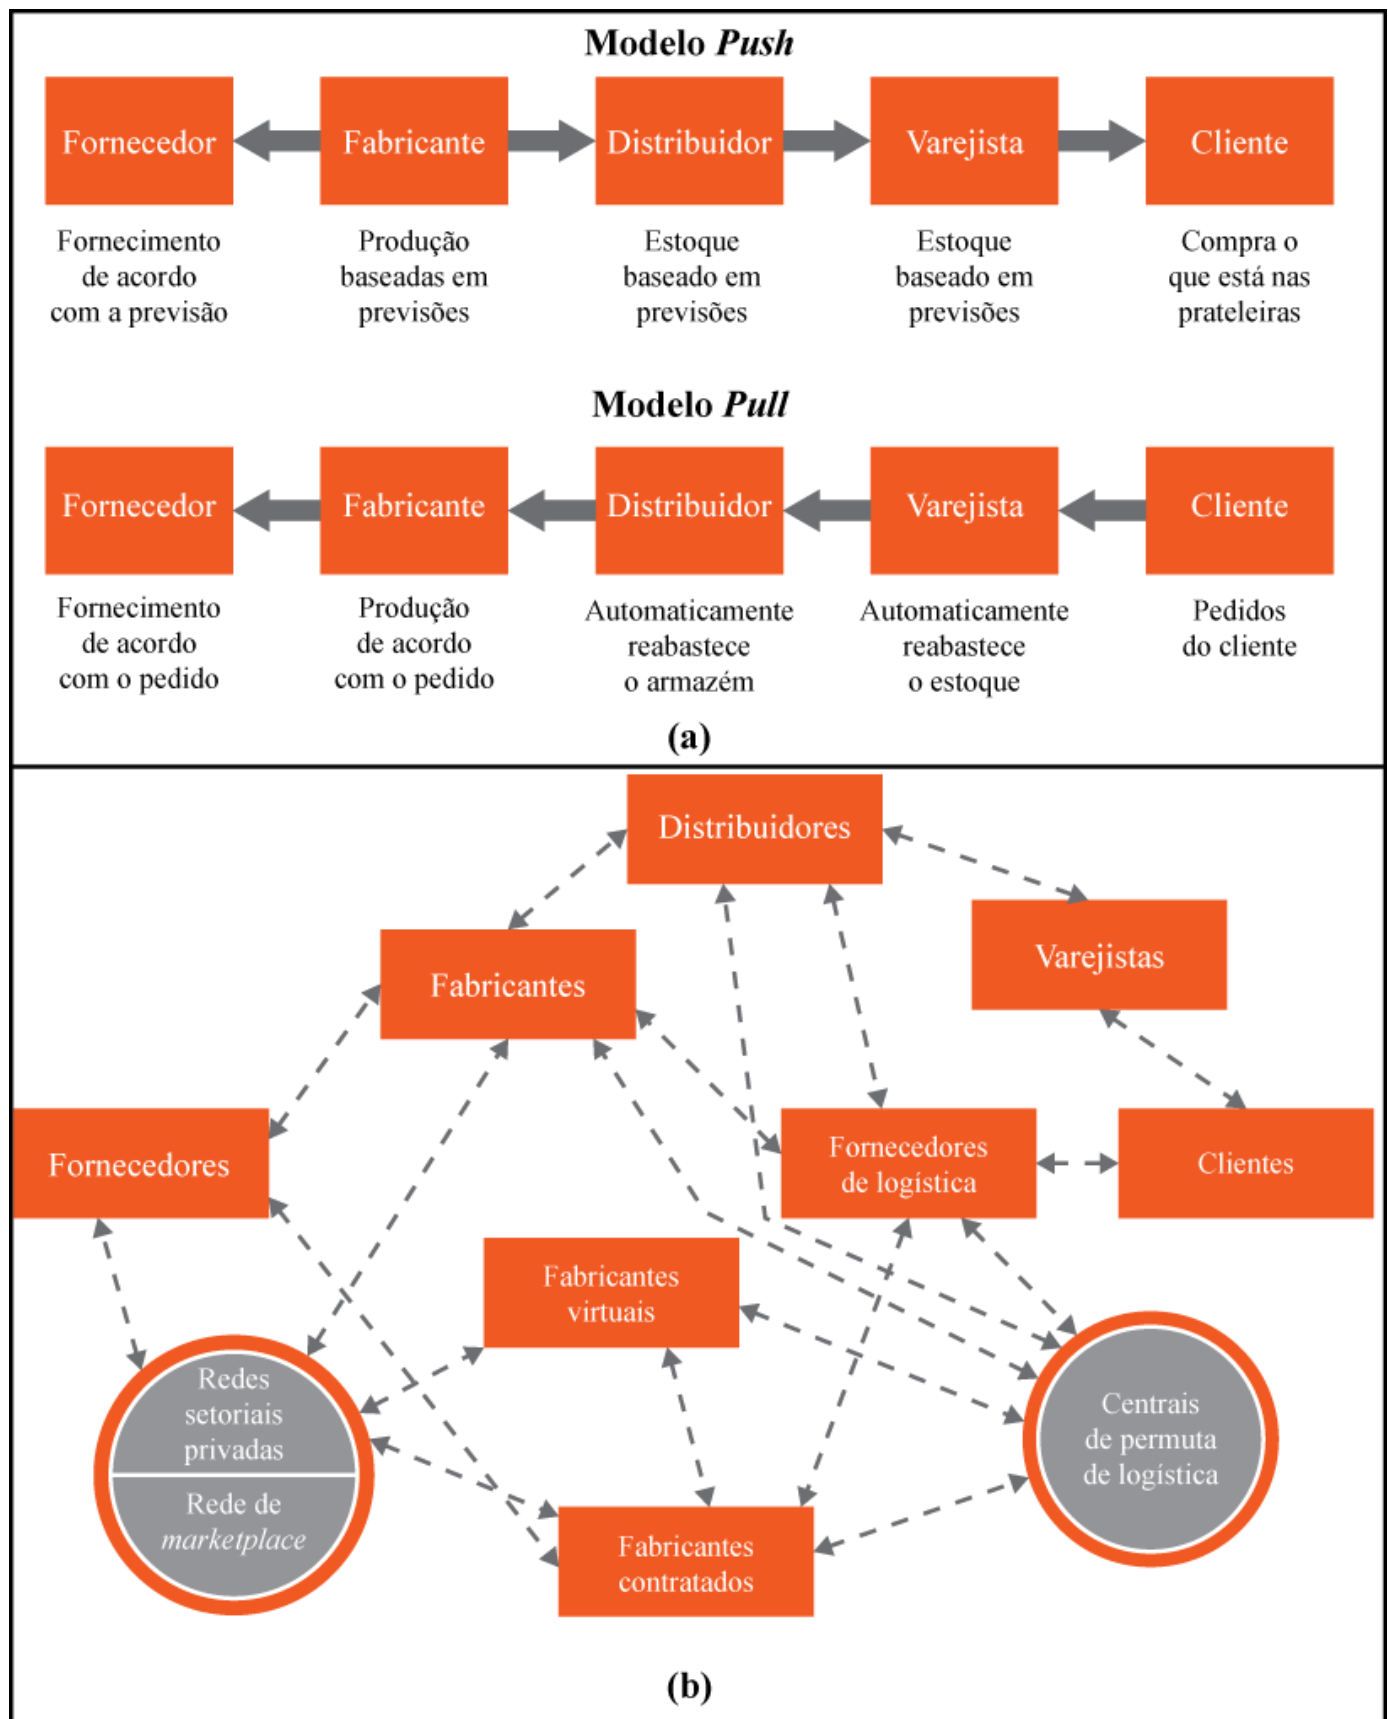 Modelo Push
Fornecedor
Fabricante
Distribuidor
Varejista
Cliente
Fornecimento
de acordo
com a previsão
Produção
baseadas em
previsões
Estoque
baseado em
previsões
Estoque
baseado em
previsões
Compra o
que está nas
prateleiras
Modelo Pull
Fornecedor
Fabricante
Distribuidor
Varejista
Cliente
Fornecimento
de acordo
com o pedido
Produção
de acordo
com o pedido
Automaticamente
reabastece
o armazém
Automaticamente
reabastece
o estoque
Pedidos
do cliente
(a)
Distribuidores
Varejistas
Fabricantes
Fornecedores
Fornecedores
de logística
Clientes
Fabricantes
virtuais
Redes
setoriais
privadas
Rede de
marketplace
Centrais
de permuta
de logística
Fabricantes
contratados
(b)